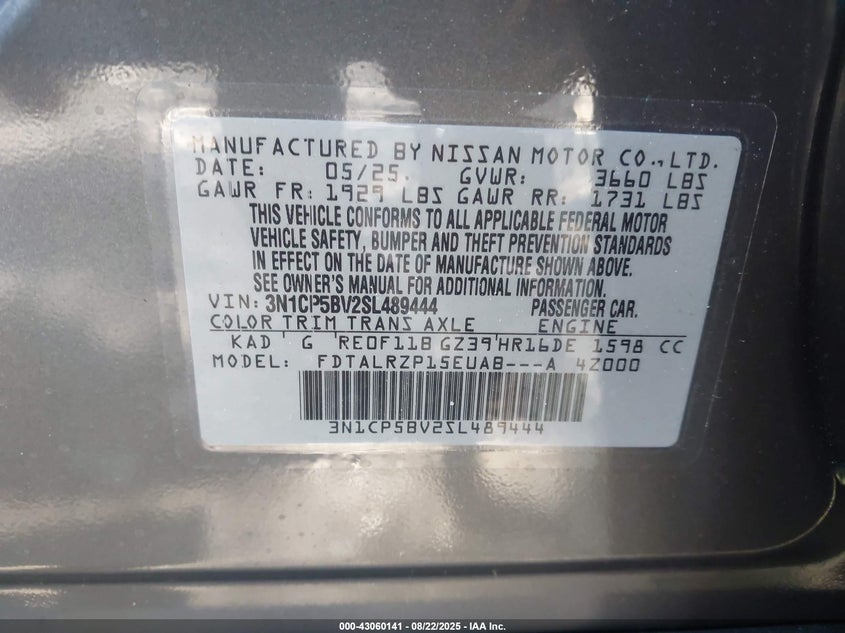 MANUFACTURED BY NISSAN MOTOR CO.,LTD.
DATE: 05/25. GVWR: 3660 LBS
GAWR FR: 1929 LBS GAWR RR: 1731 LBS
THIS VEHICLE CONFORMS TO ALL APPLICABLE FEDERAL MOTOR
VEHICLE SAFETY, BUMPER AND THEFT PREVENTION STANDARDS
IN EFFECT ON THE DATE OF MANUFACTURE SHOWN ABOVE.
SEE OWNER'S MANUAL FOR ADDITIONAL INFORMATION.
VIN: 3N1CP5BV2SL489444 PASSENGER CAR.
COLOR TRIM TRANS AXLE ENGINE
KAD G RE0F11B GZ39 HR16DE 1598 CC
MODEL: FDTALRZP15EUAB---A 4Z000
3N1CP5BV2SL489444
000-43060141 - 08/22/2025 - IAA Inc.